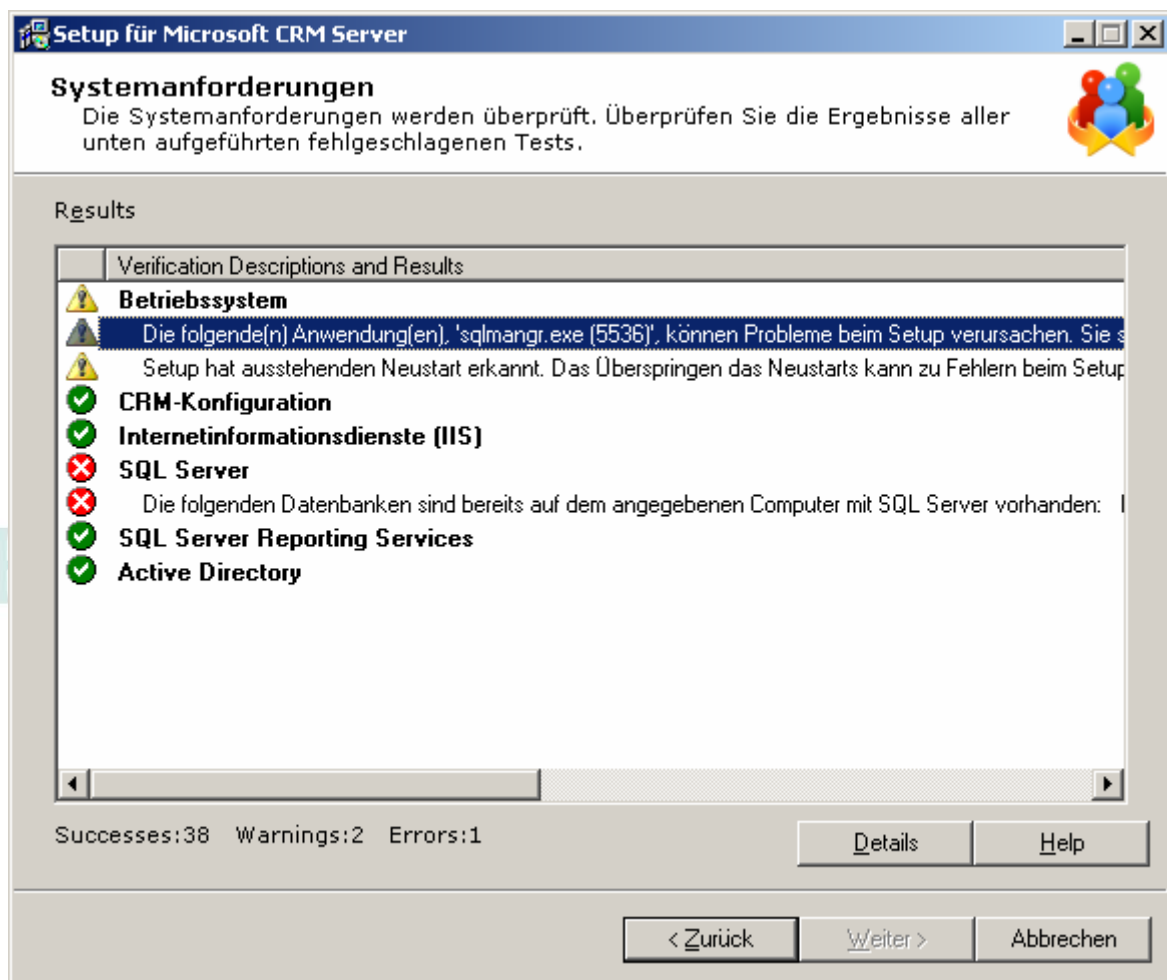 Setup für Microsoft CRM Server
Systemanforderungen
Die Systemanforderungen werden überprüft. Überprüfen Sie die Ergebnisse aller
unten aufgeführten fehlgeschlagenen Tests.
Results
Verification Descriptions and Results
Betriebssystem
Die folgende(n) Anwendung(en), 'sqlmangr.exe (5536)', können Probleme beim Setup verursachen. Sie s
Setup hat ausstehenden Neustart erkannt. Das Überspringen das Neustarts kann zu Fehlern beim Setup
CRM-Konfiguration
Internetinformationsdienste (IIS)
SQL Server
Die folgenden Datenbanken sind bereits auf dem angegebenen Computer mit SQL Server vorhanden:
SQL Server Reporting Services
Active Directory
Successes:38 Warnings:2 Errors:1
Details
Help
< Zurück
Weiter >
Abbrechen